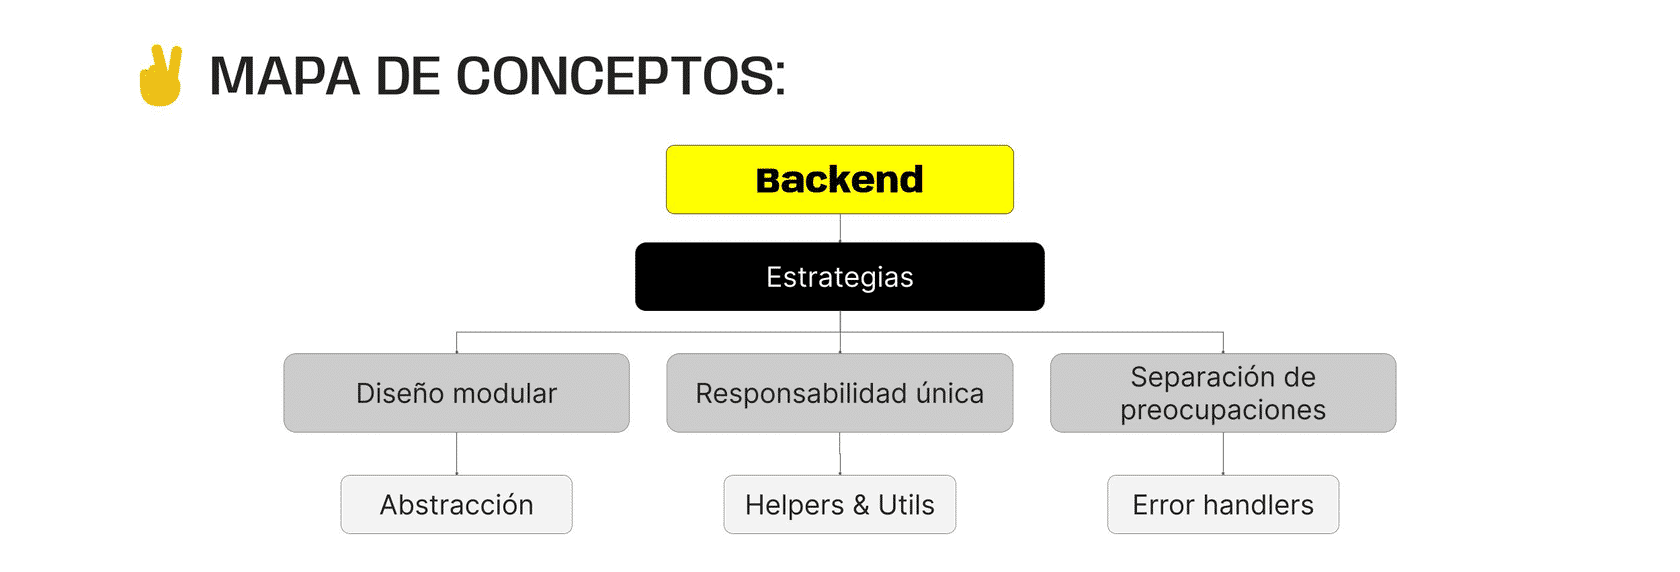 MAPA DE CONCEPTOS:
Backend
Estrategias
Diseño modular
Responsabilidad única
Separación de
preocupaciones
Abstracción
Helpers & Utils
Error handlers